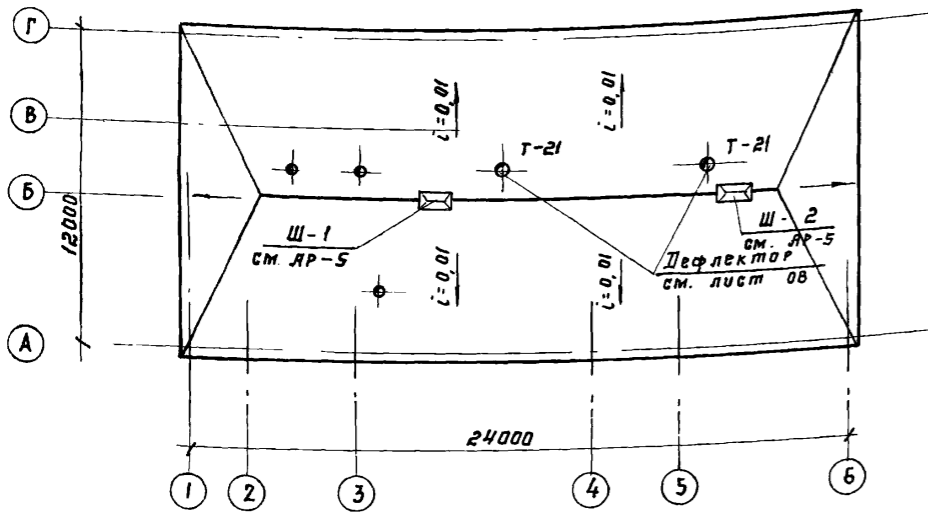 Г
В
Б
А
12000
i=0,01
i=0,01
Т-21
Т-21
Ш-1
см. АР-5
Ш-2
см. АР-5
Дефлектор
см. лист 08
i=0,01
i=0,01
24000
1
2
3
4
5
6